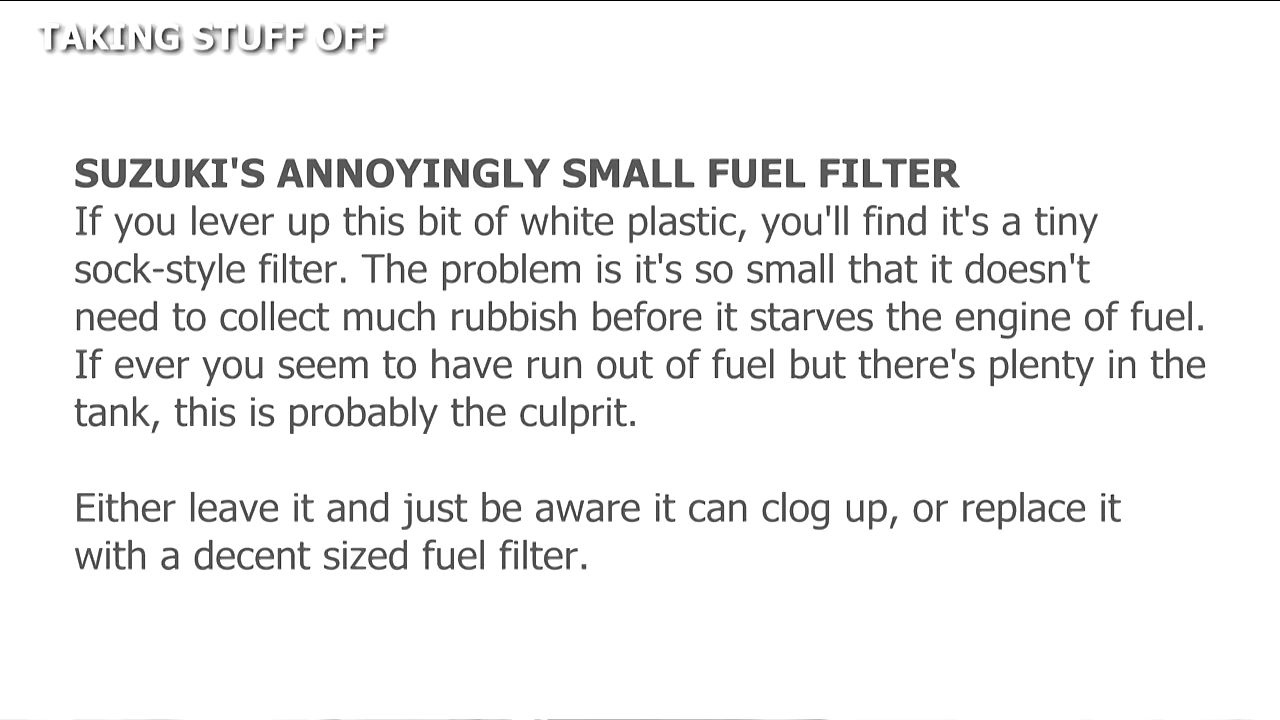 TAKING STUFF OFF
SUZUKI'S ANNOYINGLY SMALL FUEL FILTER
If you lever up this bit of white plastic, you'll find it's a tiny
sock-style filter. The problem is it's so small that it doesn't
need to collect much rubbish before it starves the engine of fuel.
If ever you seem to have run out of fuel but there's plenty in the
tank, this is probably the culprit.
Either leave it and just be aware it can clog up, or replace it
with a decent sized fuel filter.